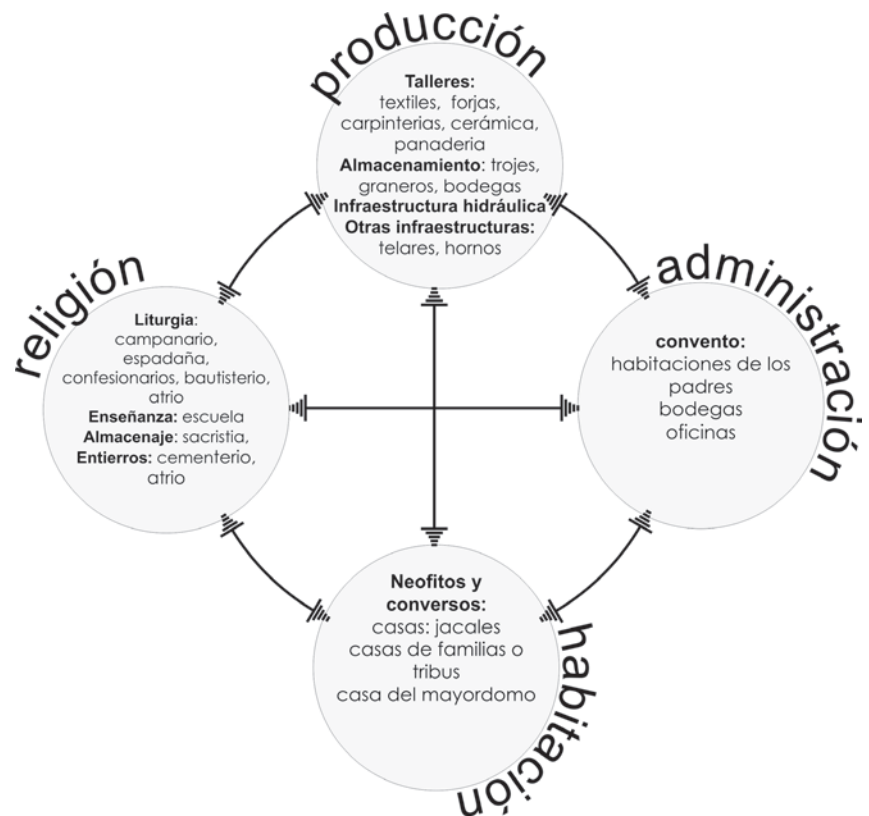 producción
Talleres:
textiles, forjas,
carpinterias, cerámica,
panaderia
Almacenamiento: trojes,
graneros, bodegas
Infraestructura hidráulica
Otras infraestructuras:
telares, hornos
religión
Liturgia:
campanario,
espadaña,
confesionarios, bautisterio,
atrio
Enseñanza: escuela
Almacenaje: sacristia,
Entierros: cementerio,
atrio
administración
convento:
habitaciones de los
padres
bodegas
oficinas
habitación
Neofitos y
conversos:
casas: jacales
casas de familias o
tribus
casa del mayordomo